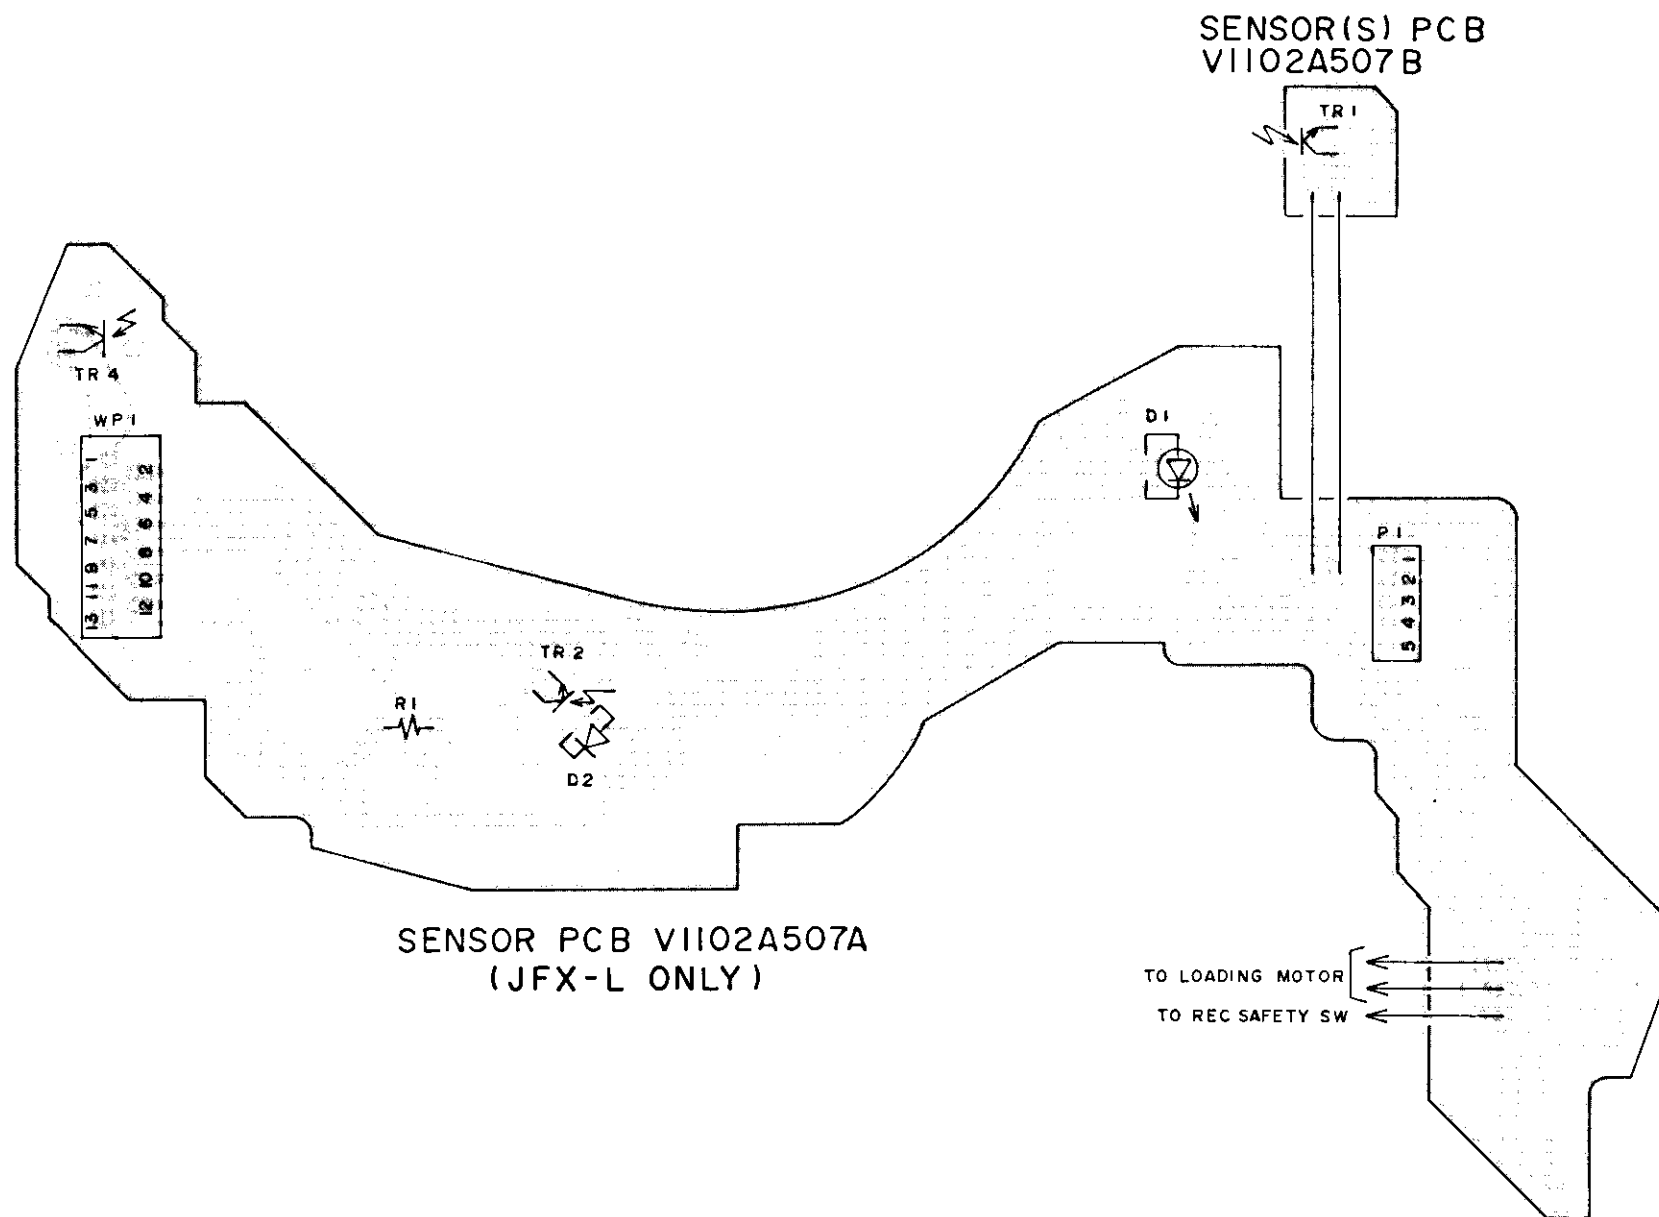 SENSOR(S) PCB
V1102A507B
TR1
TR4
WP1
1
2
3
4
5
6
7
8
9
10
11
12
13
D1
P1
1
2
3
4
5
TR2
R1
D2
SENSOR PCB V1102A507A
(JFX-L ONLY)
TO LOADING MOTOR
TO REC SAFETY SW